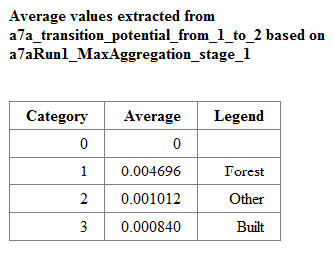 Average values extracted from
a7a_transition_potential_from_1_to_2 based on
a7aRun1_MaxAggregation_stage_1
Category Average Legend
0 0
1 0.004696 Forest
2 0.001012 Other
3 0.000840 Built